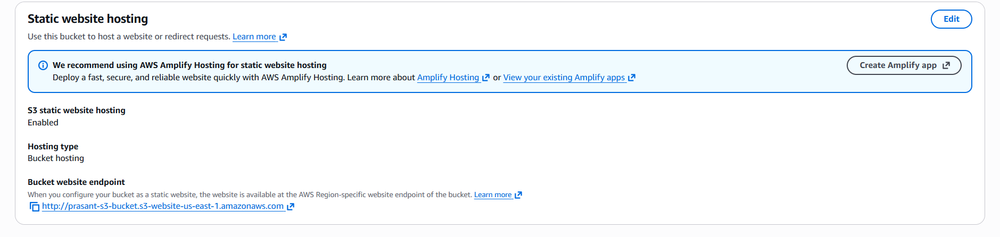 Static website hosting
Edit
Use this bucket to host a website or redirect requests. Learn more
We recommend using AWS Amplify Hosting for static website hosting
Create Amplify app
Deploy a fast, secure, and reliable website quickly with AWS Amplify Hosting. Learn more about Amplify Hosting or View your existing Amplify apps
S3 static website hosting
Enabled
Hosting type
Bucket hosting
Bucket website endpoint
When you configure your bucket as a static website, the website is available at the AWS Region-specific website endpoint of the bucket. Learn more
http://prasant-s3-bucket.s3-website-us-east-1.amazonaws.com